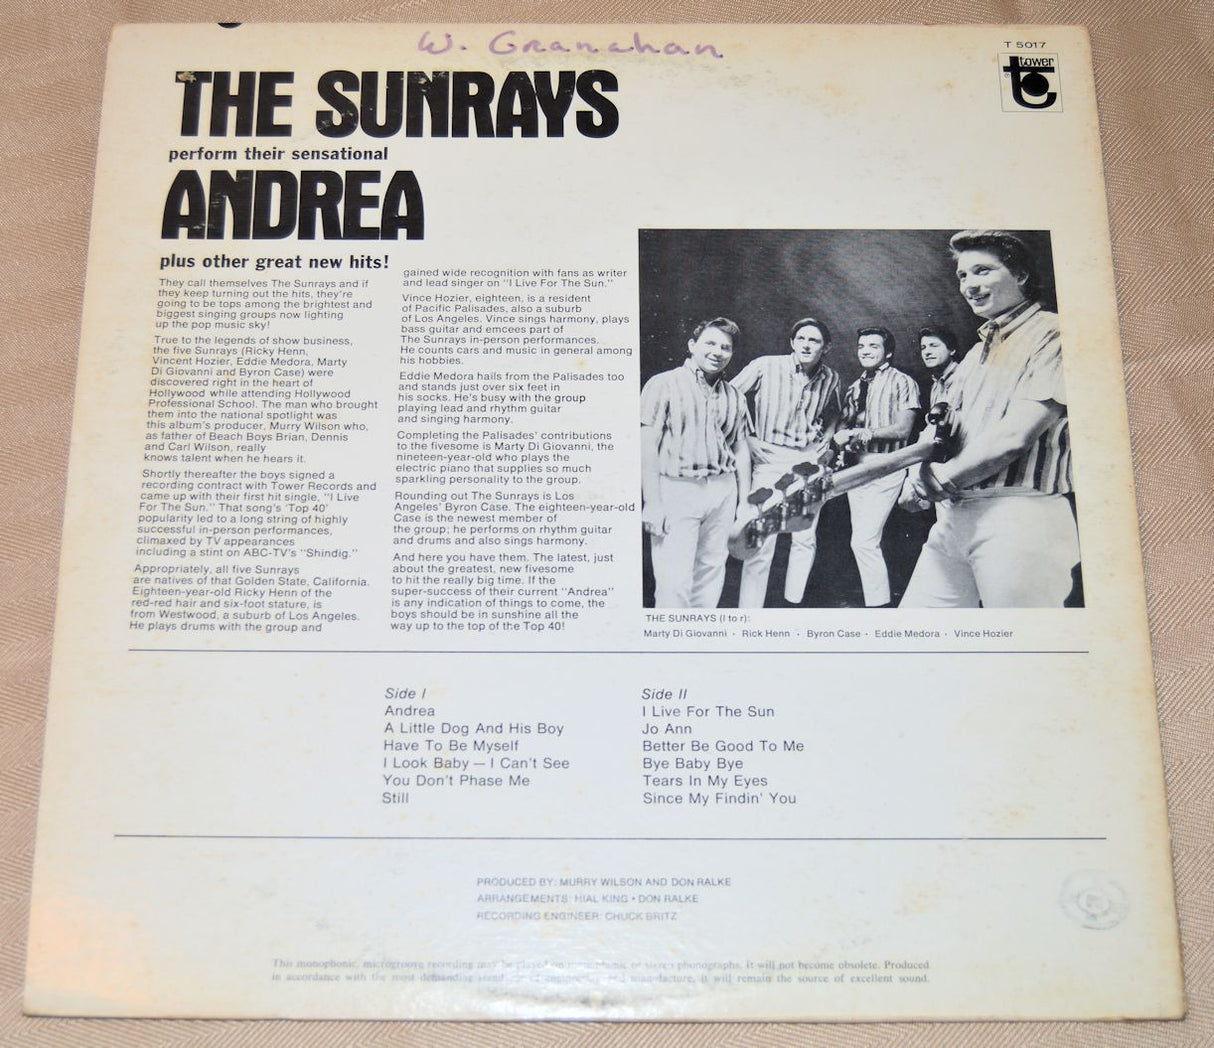 W. Granahan
T 5017
tower
THE SUNRAYS
perform their sensational
ANDREA
plus other great new hits!
They call themselves The Sunrays and if
they keep turning out the hits, they're
going to be tops among the brightest and
biggest singing groups now lighting
up the pop music sky!
True to the legends of show business,
the five Sunrays (Ricky Henn,
Vincent Hozier, Eddie Medora, Marty
Di Giovanni and Byron Case) were
discovered right in the heart of
Hollywood while attending Hollywood
Professional School. The man who brought
them into the national spotlight was
this album's producer, Murry Wilson who,
as father of Beach Boys Brian, Dennis
and Carl Wilson, really
knows talent when he hears it.
Shortly thereafter the boys signed a
recording contract with Tower Records and
came up with their first hit single, "I Live
For The Sun." That song's 'Top 40'
popularity led to a long string of highly
successful in-person performances,
climaxed by TV appearances
including a stint on ABC-TV's "Shindig."
Appropriately, all five Sunrays
are natives of that Golden State, California.
Eighteen-year-old Ricky Henn of the
red-red hair and six-foot stature, is
from Westwood, a suburb of Los Angeles.
He plays drums with the group and
gained wide recognition with fans as writer
and lead singer on "I Live For The Sun."
Vince Hozier, eighteen, is a resident
of Pacific Palisades, also a suburb
of Los Angeles. Vince sings harmony, plays
bass guitar and emcees part of
The Sunrays in-person performances.
He counts cars and music in general among
his hobbies.
Eddie Medora hails from the Palisades too
and stands just over six feet in
his socks. He's busy with the group
playing lead and rhythm guitar
and singing harmony.
Completing the Palisades' contributions
to the fivesome is Marty Di Giovanni, the
nineteen-year-old who plays the
electric piano that supplies so much
sparkling personality to the group.
Rounding out The Sunrays is Los
Angeles' Byron Case. The eighteen-year-old
Case is the newest member of
the group; he performs on rhythm guitar
and drums and also sings harmony.
And here you have them. The latest, just
about the greatest, new fivesome
to hit the really big time. If the
super-success of their current "Andrea"
is any indication of things to come, the
boys should be in sunshine all the
way up to the top of the Top 40!
THE SUNRAYS (l to r):
Marty Di Giovanni · Rick Henn · Byron Case · Eddie Medora · Vince Hozier
Side I
Andrea
A Little Dog And His Boy
Have To Be Myself
I Look Baby — I Can't See
You Don't Phase Me
Still
Side II
I Live For The Sun
Jo Ann
Better Be Good To Me
Bye Baby Bye
Tears In My Eyes
Since My Findin' You
PRODUCED BY: MURRY WILSON AND DON RALKE
ARRANGEMENTS: HIAL KING • DON RALKE
RECORDING ENGINEER: CHUCK BRITZ
This monophonic, microgroove recording may be played on monophonic or stereo phonographs. It will not become obsolete. Produced
in accordance with the most demanding standards of engineering and manufacture, it will remain the source of excellent sound.